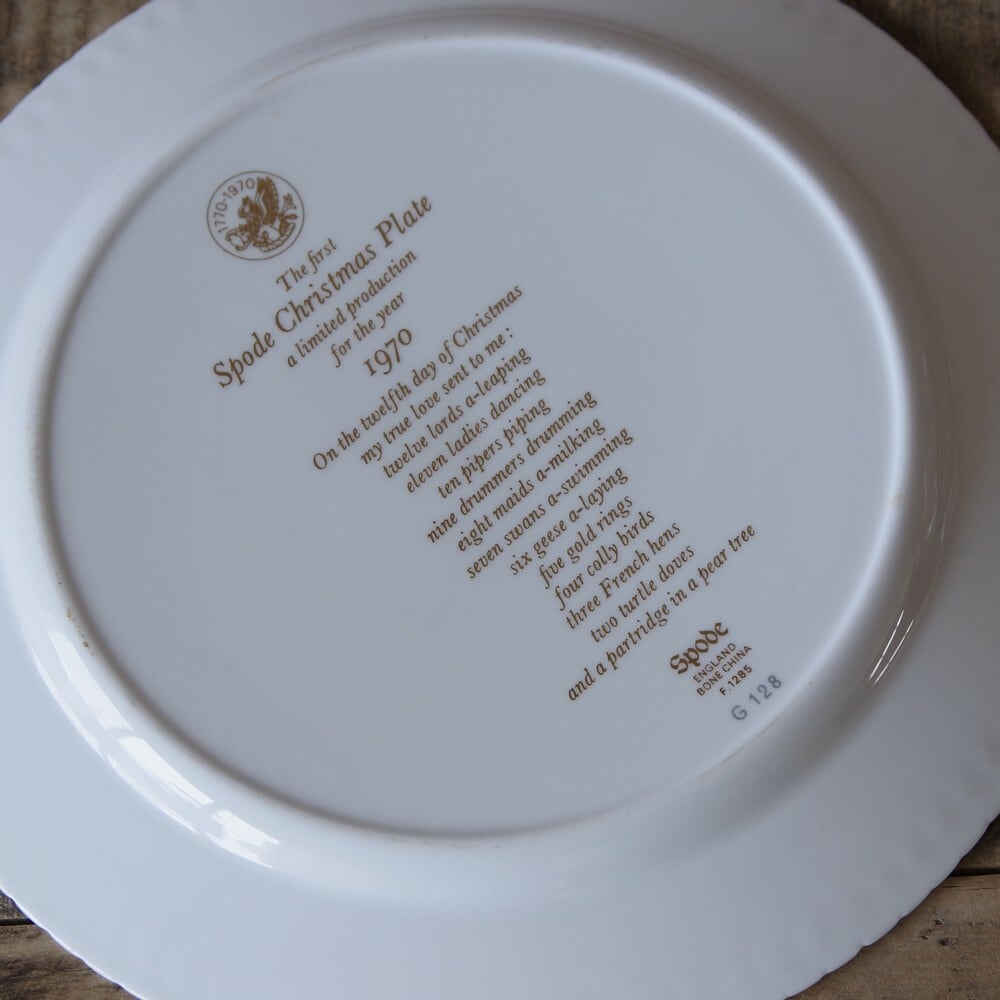 1770-1970
The first
Spode Christmas Plate
a limited production
for the year
1970
On the twelfth day of Christmas
my true love sent to me:
twelve lords a-leaping
eleven ladies dancing
ten pipers piping
nine drummers drumming
eight maids a-milking
seven swans a-swimming
six geese a-laying
five gold rings
four colly birds
three French hens
two turtle doves
and a partridge in a pear tree
Spode
ENGLAND
BONE CHINA
F.1285
G 128